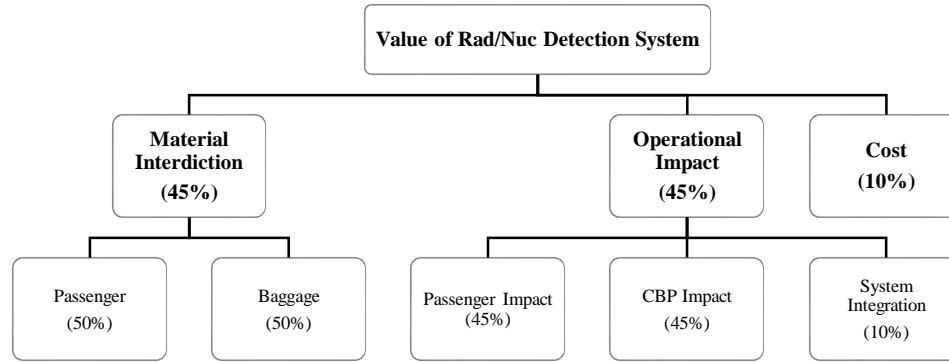 Value of Rad/Nuc Detection System
Material
Interdiction
(45%)
Operational
Impact
(45%)
Cost
(10%)
Passenger
(50%)
Baggage
(50%)
Passenger Impact
(45%)
CBP Impact
(45%)
System
Integration
(10%)